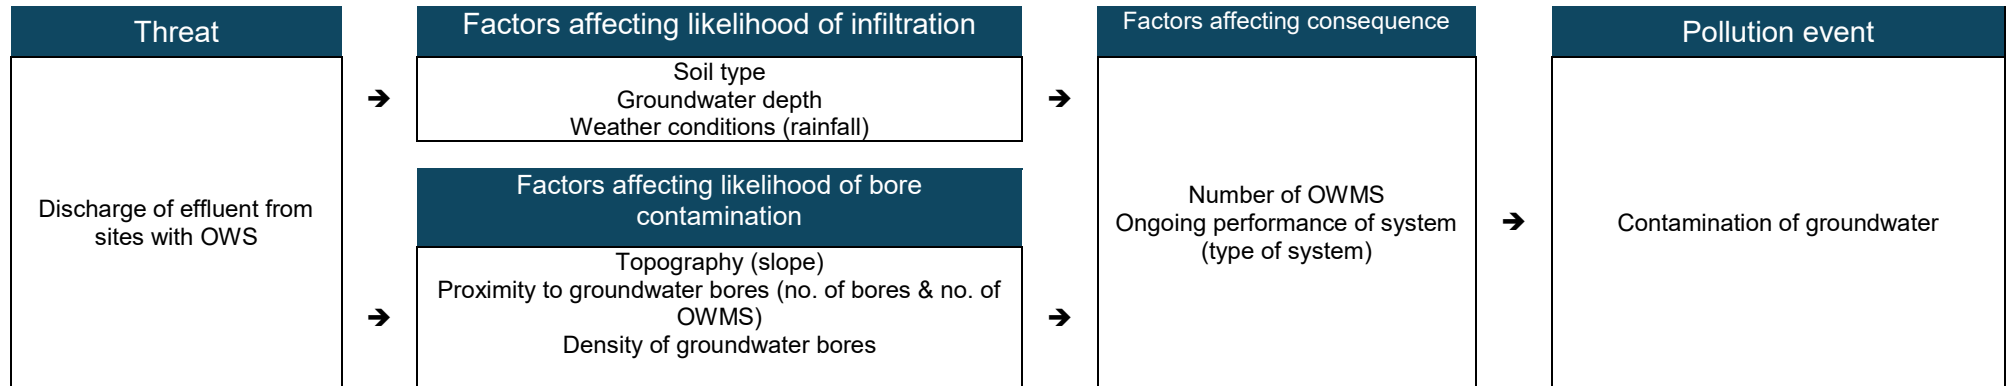 Threat
Discharge of effluent from
sites with OWS
➔
➔
Factors affecting likelihood of infiltration
Soil type
Groundwater depth
Weather conditions (rainfall)
Factors affecting likelihood of bore
contamination
Topography (slope)
Proximity to groundwater bores (no. of bores & no. of
OWMS)
Density of groundwater bores
➔
➔
Factors affecting consequence
Number of OWMS
Ongoing performance of system
(type of system)
➔
Pollution event
Contamination of groundwater